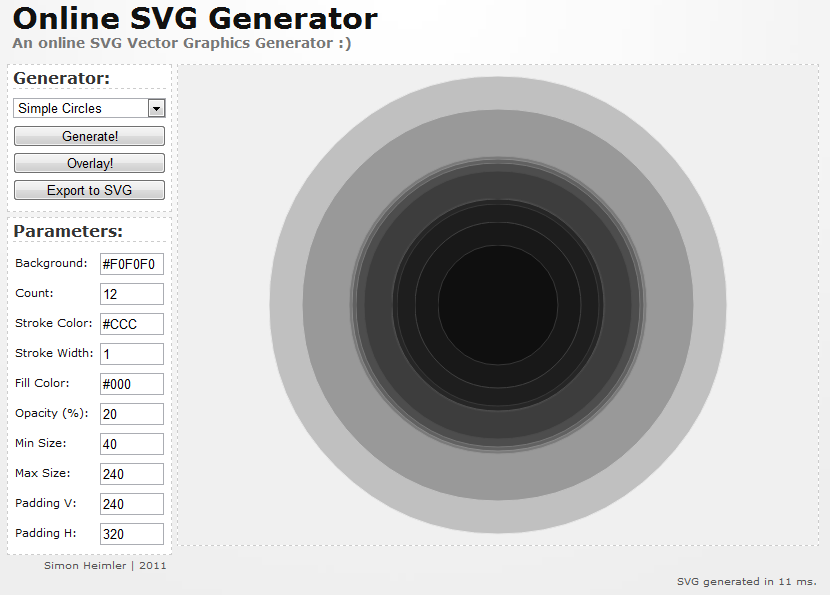 Online SVG Generator
An online SVG Vector Graphics Generator :)
Generator:
Simple Circles
Generate!
Overlay!
Export to SVG
Parameters:
Background: #F0F0F0
Count: 12
Stroke Color: #CCC
Stroke Width: 1
Fill Color: #000
Opacity (%): 20
Min Size: 40
Max Size: 240
Padding V: 240
Padding H: 320
Simon Heimler | 2011
SVG generated in 11 ms.